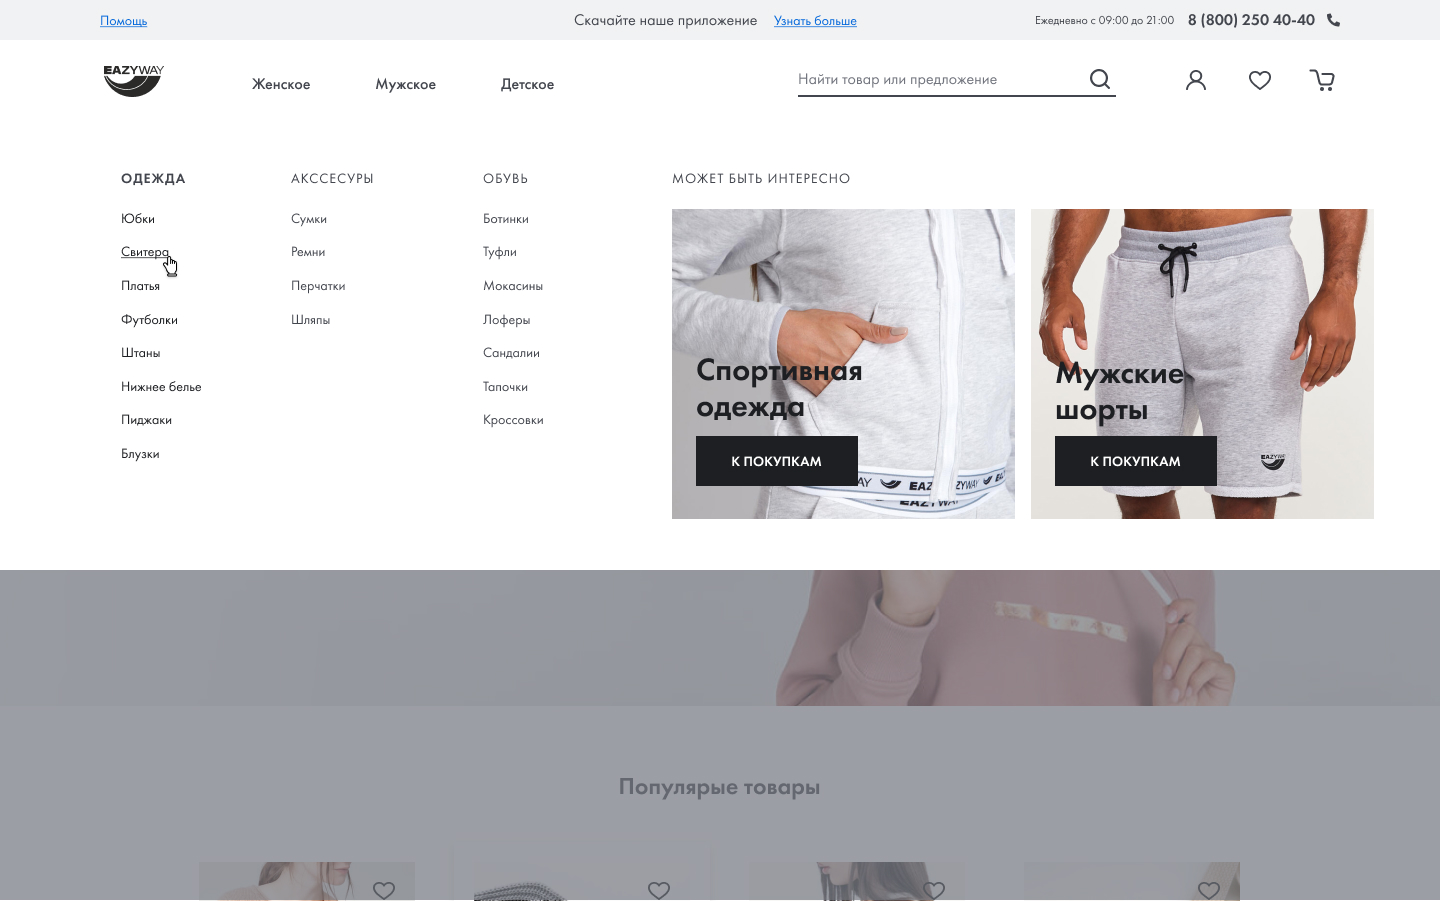 Помощь
Скачайте наше приложение Узнать больше
Ежедневно с 09:00 до 21:00 8 (800) 250 40-40
EAZYWAY
Женское Мужское Детское
Найти товар или предложение
ОДЕЖДА
Юбки
Свитера
Платья
Футболки
Штаны
Нижнее белье
Пиджаки
Блузки
АКССЕСУРЫ
Сумки
Ремни
Перчатки
Шляпы
ОБУВЬ
Ботинки
Туфли
Мокасины
Лоферы
Сандалии
Тапочки
Кроссовки
МОЖЕТ БЫТЬ ИНТЕРЕСНО
Спортивная
одежда
К ПОКУПКАМ
Мужские
шорты
К ПОКУПКАМ
EAZYWAY
Популярые товары